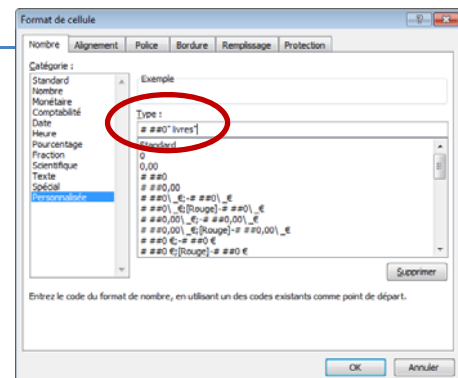 Format de cellule
Nombre Alignement Police Bordure Remplissage Protection
Catégorie :
Standard
Nombre
Monétaire
Comptabilité
Date
Heure
Pourcentage
Fraction
Scientifique
Texte
Spécial
Personnalisée
Exemple
Type :
# ##0" livres"
Standard
0
0,00
# ##0
# ##0,00
# ##0\ _€;-# ##0\ _€
# ##0\ _€;[Rouge]-# ##0\ _€
# ##0,00\ _€;-# ##0,00\ _€
# ##0,00\ _€;[Rouge]-# ##0,00\ _€
# ##0 €;-# ##0 €
# ##0 €;[Rouge]-# ##0 €
Supprimer
Entrez le code du format de nombre, en utilisant un des codes existants comme point de départ.
OK Annuler